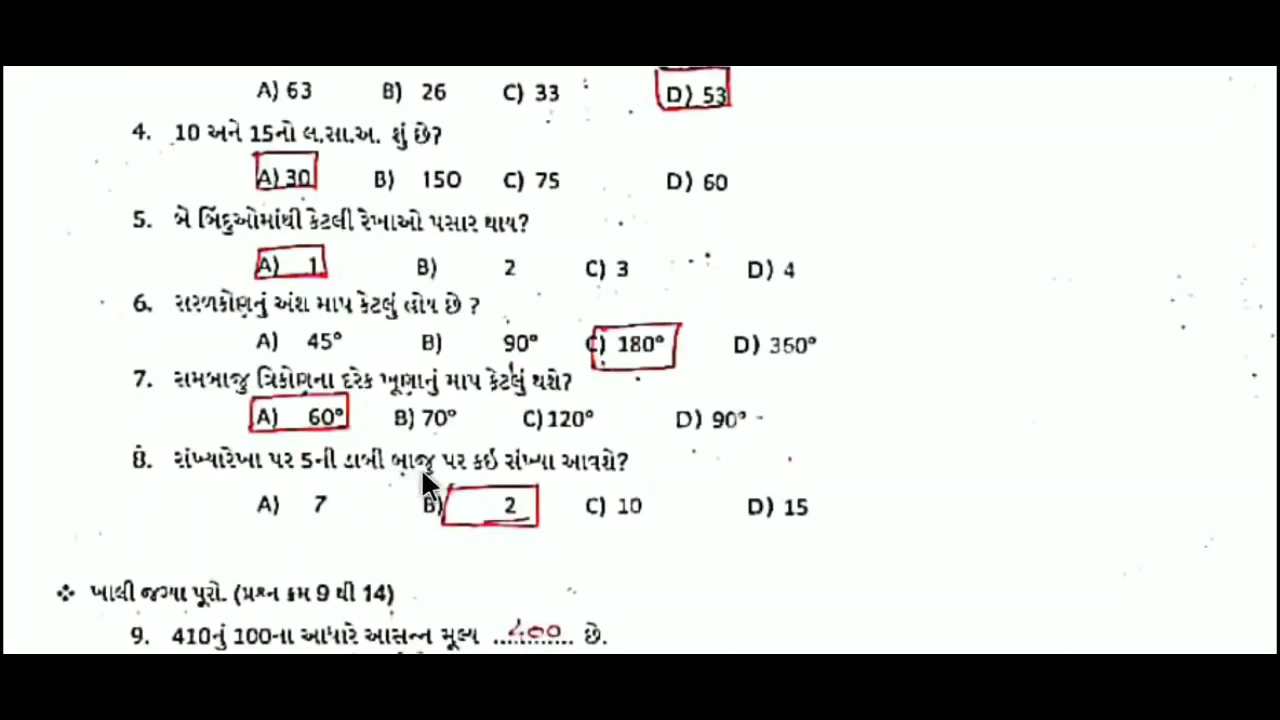 A) 63 B) 26 C) 33 D) 53
4. 10 અને 15નો લ.સા.અ. શું છે?
A) 30 B) 150 C) 75 D) 60
5. બે બિંદુઓમાંથી કેટલી રેખાઓ પસાર થાય?
A) 1 B) 2 C) 3 D) 4
6. સરળકોણનું અંશ માપ કેટલું હોય છે ?
A) 45° B) 90° C) 180° D) 360°
7. સમબાજુ ત્રિકોણના દરેક ખૂણાનું માપ કેટલું થશે?
A) 60° B) 70° C) 120° D) 90°
8. સંખ્યારેખા પર 5ની ડાબી બાજુ પર કઇ સંખ્યા આવશે?
A) 7 B) 2 C) 10 D) 15
❖ ખાલી જગ્યા પૂરો. (પ્રશ્ન ક્રમ 9 થી 14)
9. 410નું 100ના આધારે આસન્ન મૂલ્ય ...૪૦૦... છે.